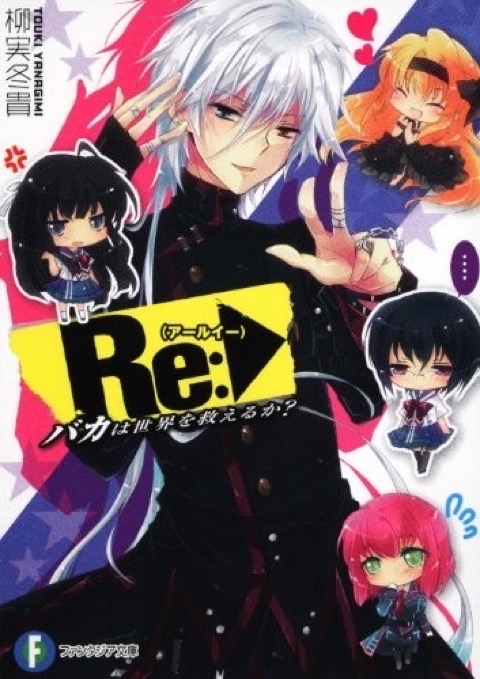 柳実冬貴
TOUKI YANAGIMI
(アールイー)
Re:▶
バカは世界を救えるか?
....
F ファンタジア文庫